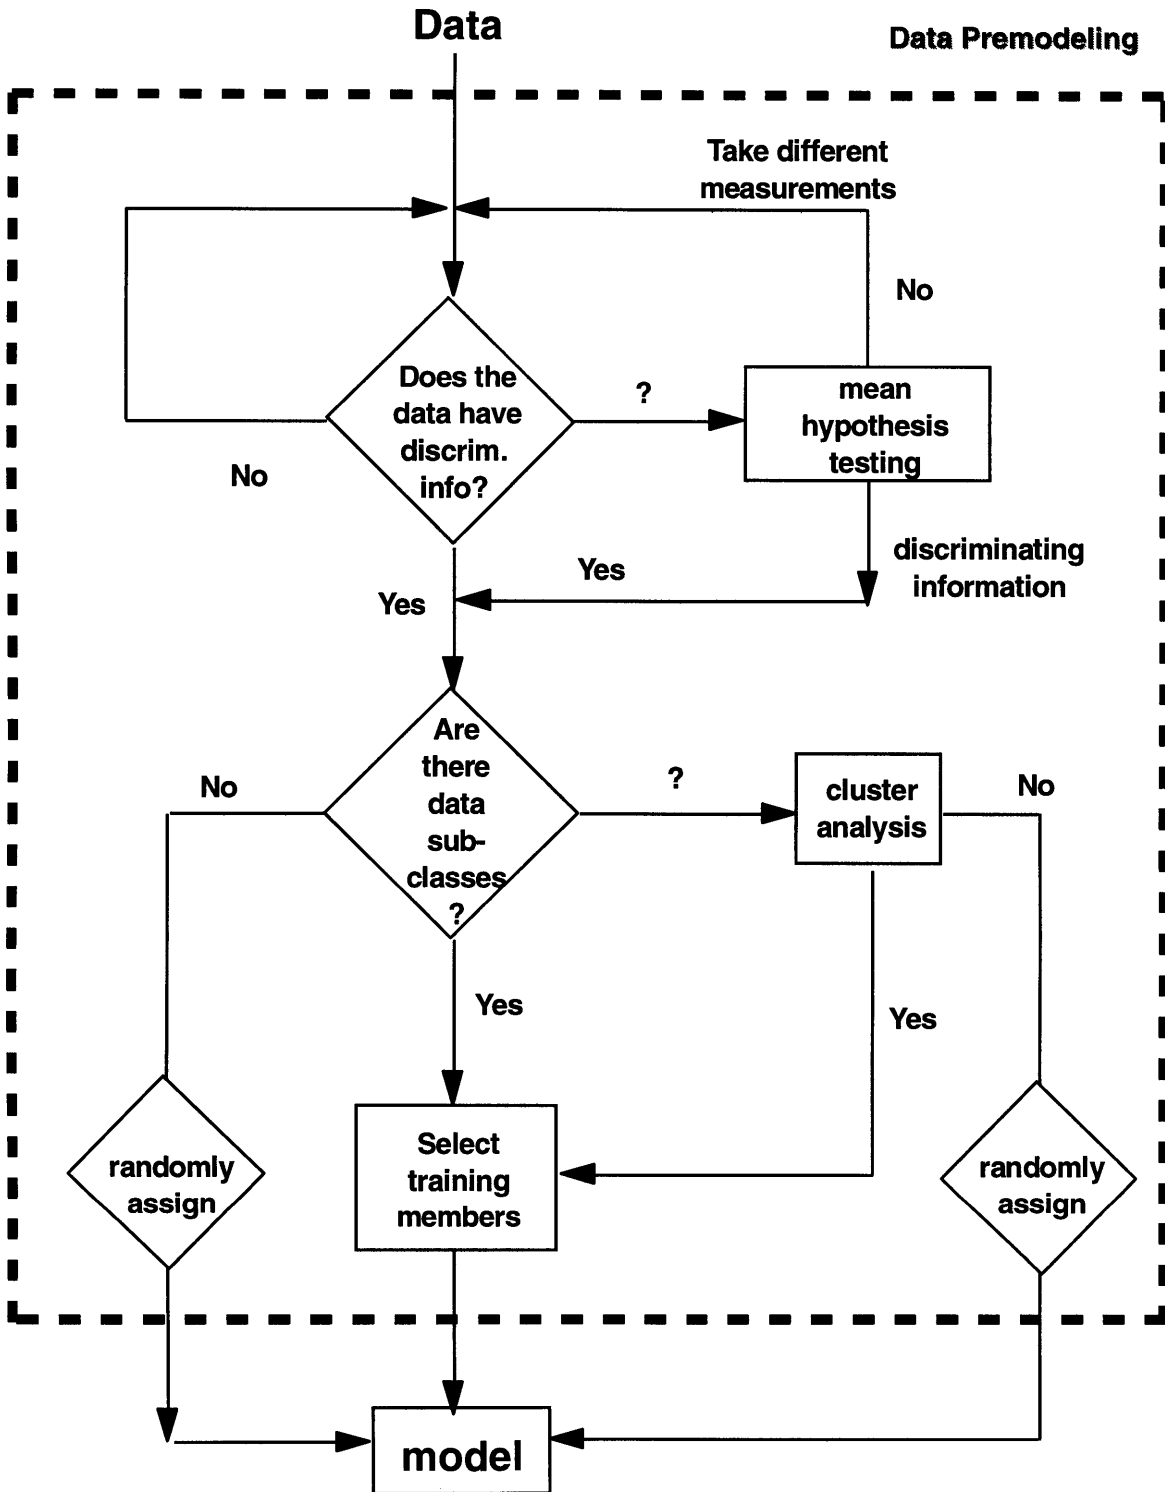 Data
Data Premodeling
Take different
measurements
No
Does the
data have
discrim.
info?
?
mean
hypothesis
testing
No
discriminating
information
Yes
Yes
Are
there
data
sub-
classes
?
No
?
cluster
analysis
No
Yes
Yes
randomly
assign
Select
training
members
randomly
assign
model